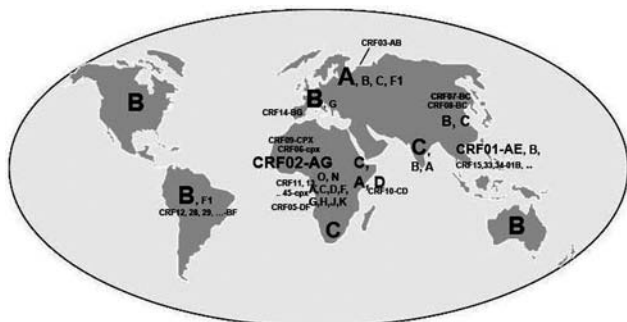 CRF03-AB
A, B, C, F1
B
B, G
CRF14-BG
CRF07-BC
CRF08-BC
B, C
CRF09-CPX
CRF06-cpx
CRF02-AG
C,
C,
B, A
CRF01-AE, B,
CRF15,33,34-01B, ..
O, N
A, D
CRF10-CD
CRF11, 13
.. 45-cpx
A,C,D,F,
G,H,J,K
CRF05-DF
B, F1
CRF12, 28, 29, ...-BF
C
B